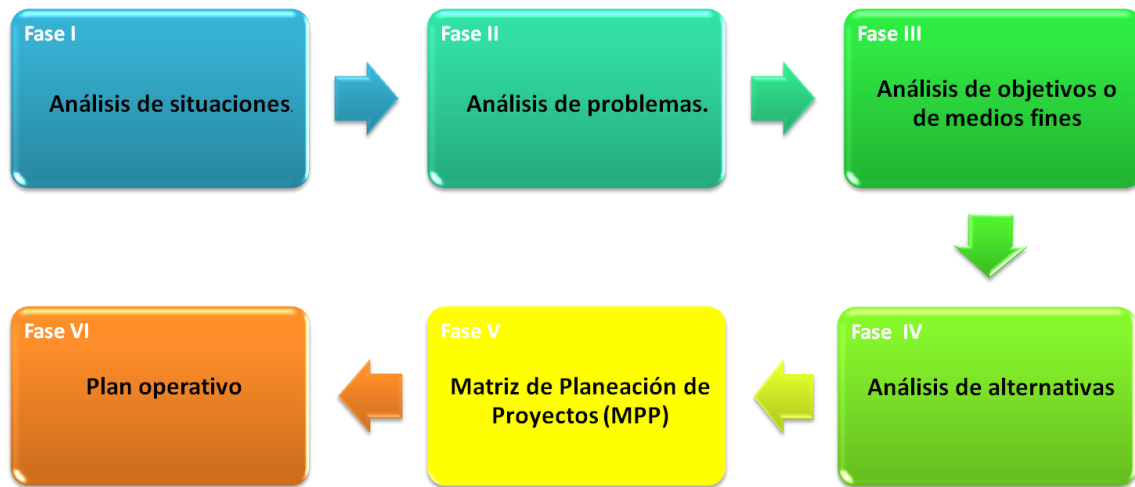 Fase I
Análisis de situaciones.
Fase II
Análisis de problemas.
Fase III
Análisis de objetivos o
de medios fines
Fase  IV
Análisis de alternativas
Fase V
Matriz de Planeación de
Proyectos (MPP)
Fase VI
Plan operativo